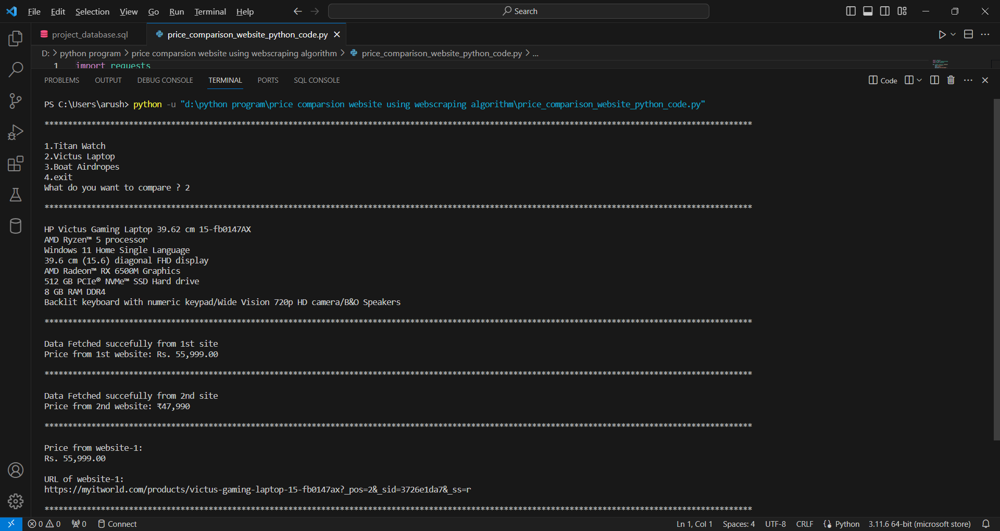 File Edit Selection View Go Run Terminal Help Search
project_database.sql price_comparison_website_python_code.py
D: > python program > price comparsion website using webscraping algorithm > price_comparison_website_python_code.py > ...
1 import requests
PROBLEMS OUTPUT DEBUG CONSOLE TERMINAL PORTS SQL CONSOLE Code
PS C:\Users\arush> python -u "d:\python program\price comparsion website using webscraping algorithm\price_comparison_website_python_code.py"
*******************************************************************************************************************************************************
1.Titan Watch
2.Victus Laptop
3.Boat Airdropes
4.exit
What do you want to compare ? 2
*******************************************************************************************************************************************************
HP Victus Gaming Laptop 39.62 cm 15-fb0147AX
AMD Ryzen™ 5 processor
Windows 11 Home Single Language
39.6 cm (15.6) diagonal FHD display
AMD Radeon™ RX 6500M Graphics
512 GB PCIe® NVMe™ SSD Hard drive
8 GB RAM DDR4
Backlit keyboard with numeric keypad/Wide Vision 720p HD camera/B&O Speakers
*******************************************************************************************************************************************************
Data Fetched succefully from 1st site
Price from 1st website: Rs. 55,999.00
*******************************************************************************************************************************************************
Data Fetched succefully from 2nd site
Price from 2nd website: ₹47,990
*******************************************************************************************************************************************************
Price from website-1:
Rs. 55,999.00
URL of website-1:
https://myitworld.com/products/victus-gaming-laptop-15-fb0147ax?_pos=2&_sid=3726e1da7&_ss=r
*******************************************************************************************************************************************************
0 0 0 Connect Ln 1, Col 1 Spaces: 4 UTF-8 CRLF Python 3.11.6 64-bit (microsoft store)